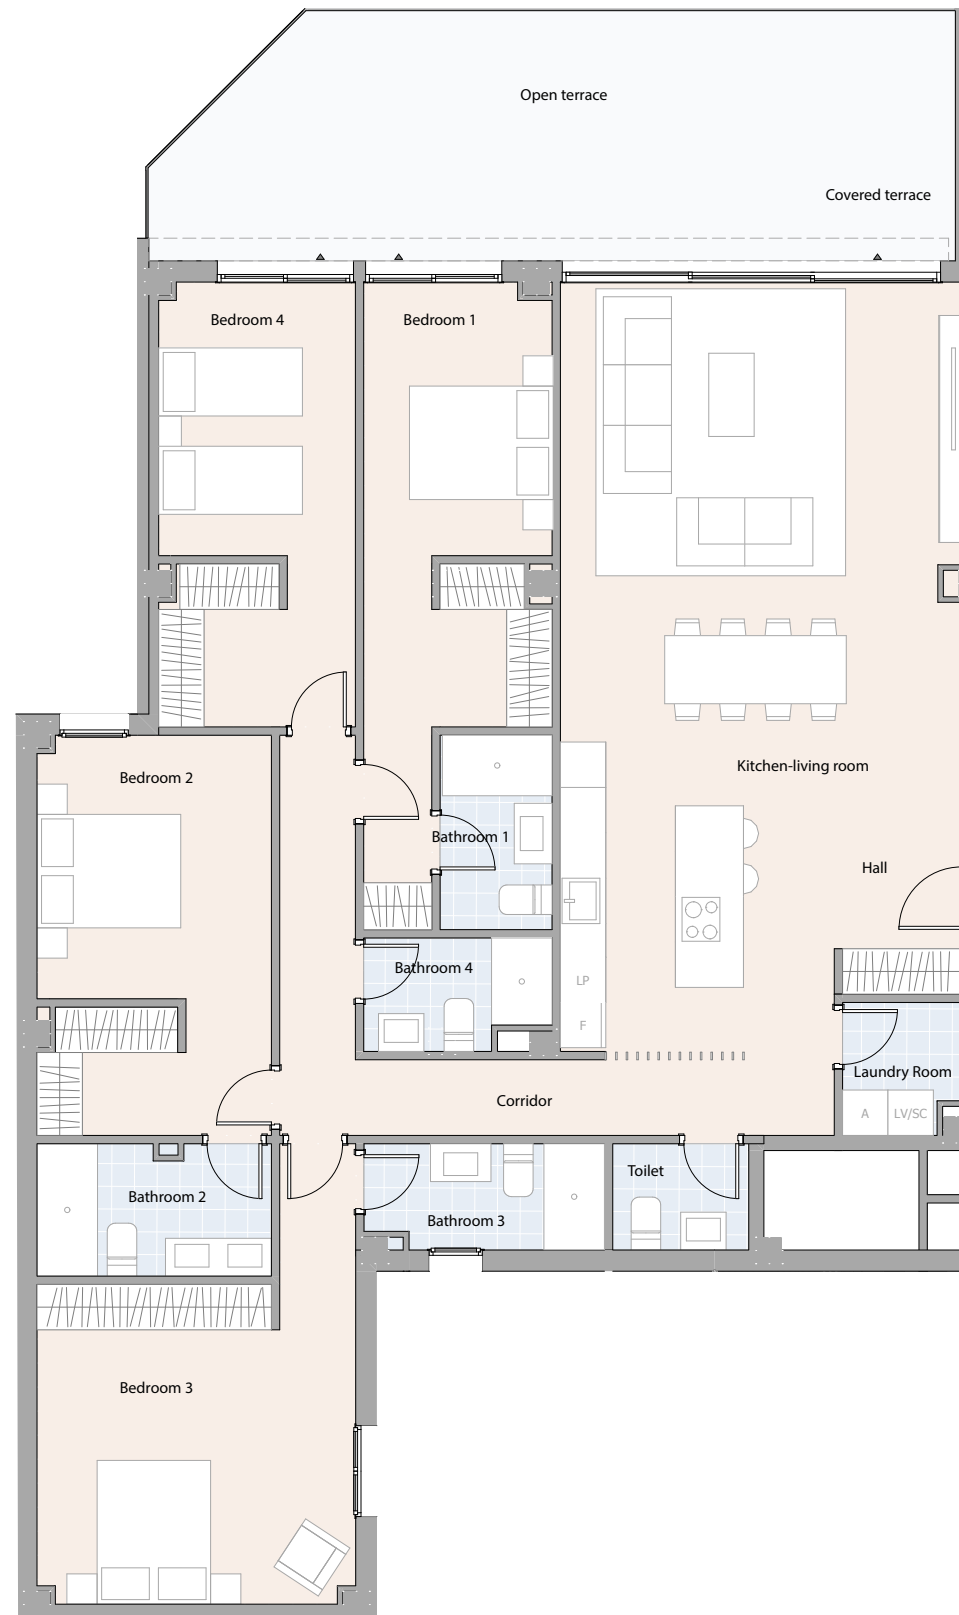 Open terrace
Covered terrace
Bedroom 4
Bedroom 1
Kitchen-living room
Bedroom 2
Bathroom 1
Hall
Bathroom 4
LP
F
Laundry Room
Corridor
A
LV/SC
Toilet
Bathroom 2
Bathroom 3
Bedroom 3